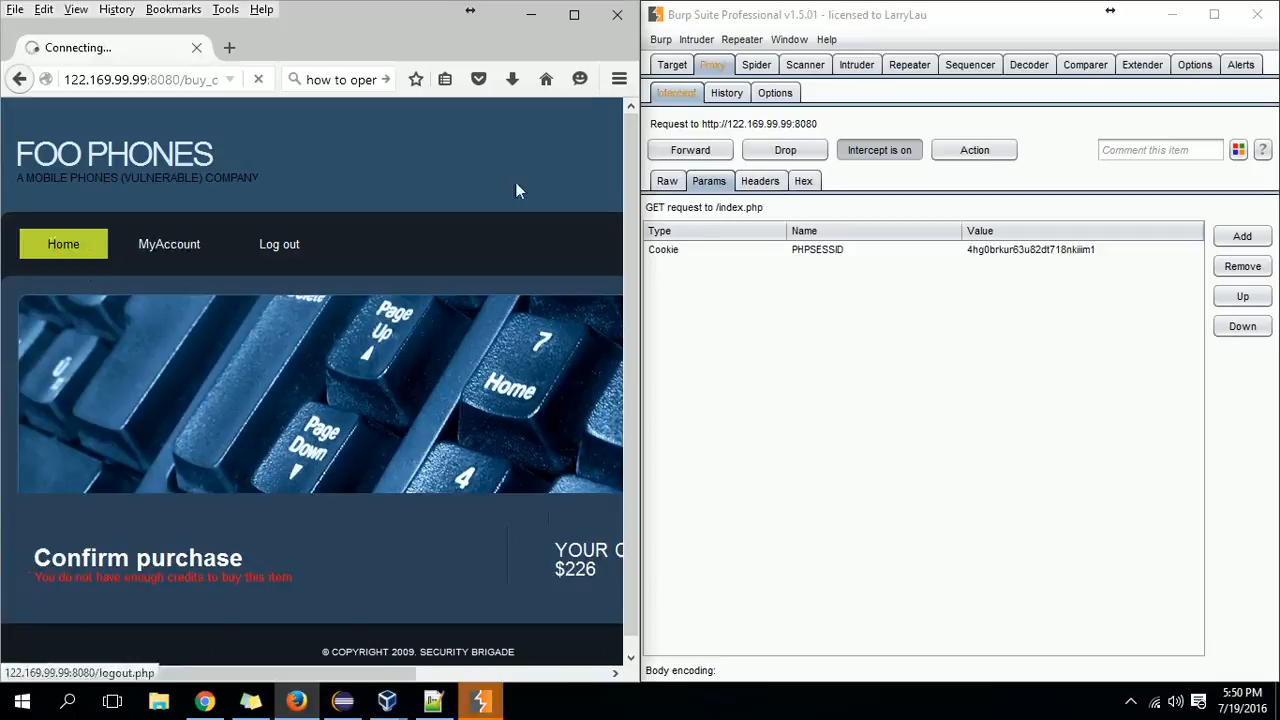 File Edit View History Bookmarks Tools Help
Connecting...
122.169.99.99:8080/buy_c
how to oper
FOO PHONES
A MOBILE PHONES (VULNERABLE) COMPANY
Home MyAccount Log out
Page Up
7 Home
Page Down
4
Confirm purchase
You do not have enough credits to buy this item
YOUR C
$226
© COPYRIGHT 2009. SECURITY BRIGADE
122.169.99.99:8080/logout.php
Burp Suite Professional v1.5.01 - licensed to LarryLau
Burp Intruder Repeater Window Help
Target Proxy Spider Scanner Intruder Repeater Sequencer Decoder Comparer Extender Options Alerts
Intercept History Options
Request to http://122.169.99.99:8080
Forward Drop Intercept is on Action Comment this item ?
Raw Params Headers Hex
GET request to /index.php
Type Name Value
Cookie PHPSESSID 4hg0brkur63u82dt718nkiiim1
Add
Remove
Up
Down
Body encoding:
5:50 PM
7/19/2016